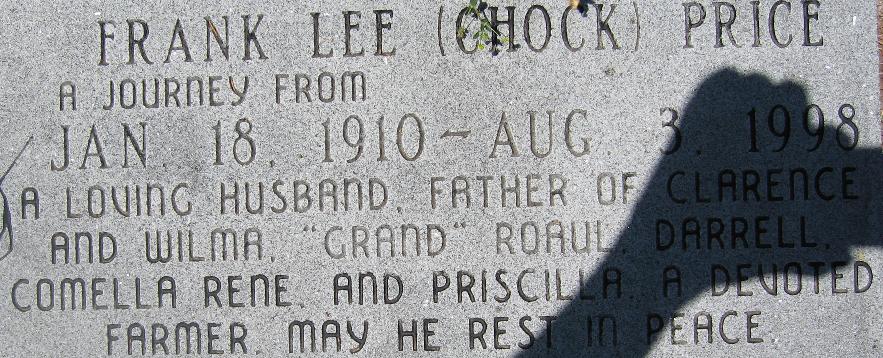 FRANK LEE (CHOCK) PRICE
A JOURNEY FROM
JAN. 18, 1910 - AUG. 3, 1998
A LOVING HUSBAND, FATHER OF CLARENCE
AND WILMA, "GRAND" ROAUL, DARRELL,
COMELLA RENE, AND PRISCILLA. A DEVOTED
FARMER. MAY HE REST IN PEACE